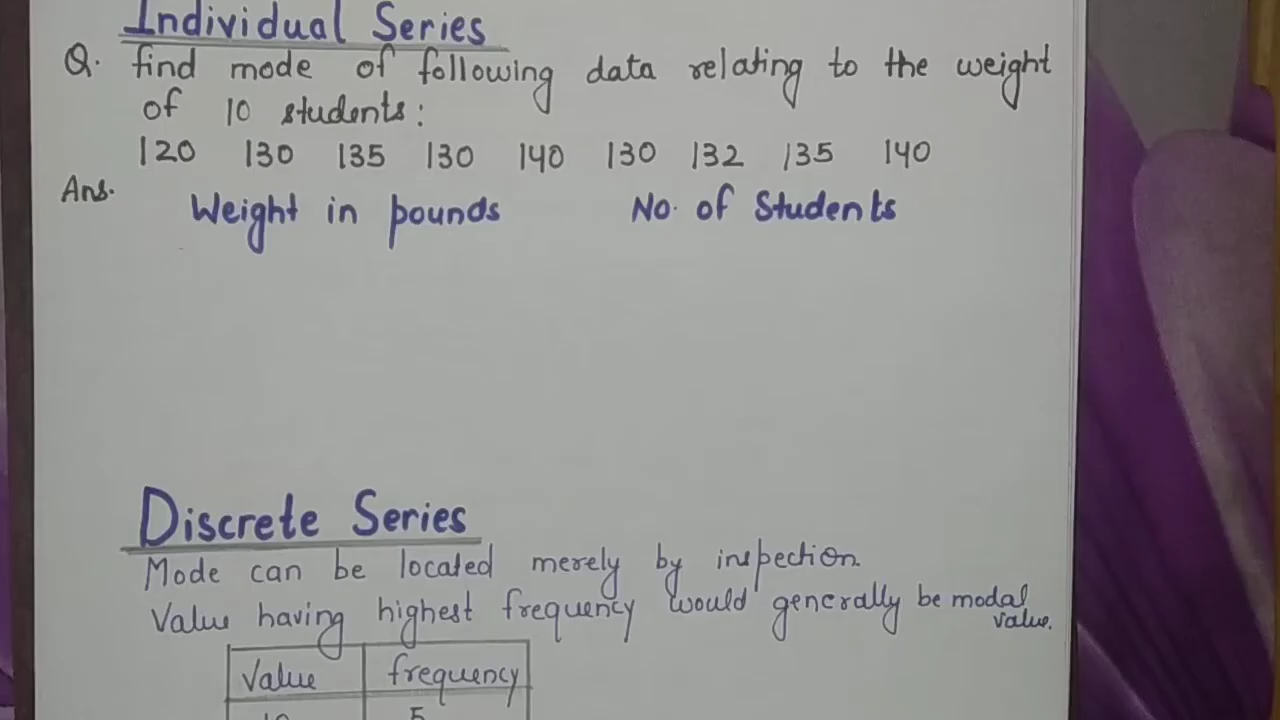 Individual Series
Q. find mode of following data relating to the weight
of 10 students:
120 130 135 130 140 130 132 135 140
Ans.
Weight in pounds No. of Students
Discrete Series
Mode can be located merely by inspection.
Value having highest frequency would generally be modal
value.
Value frequency
5